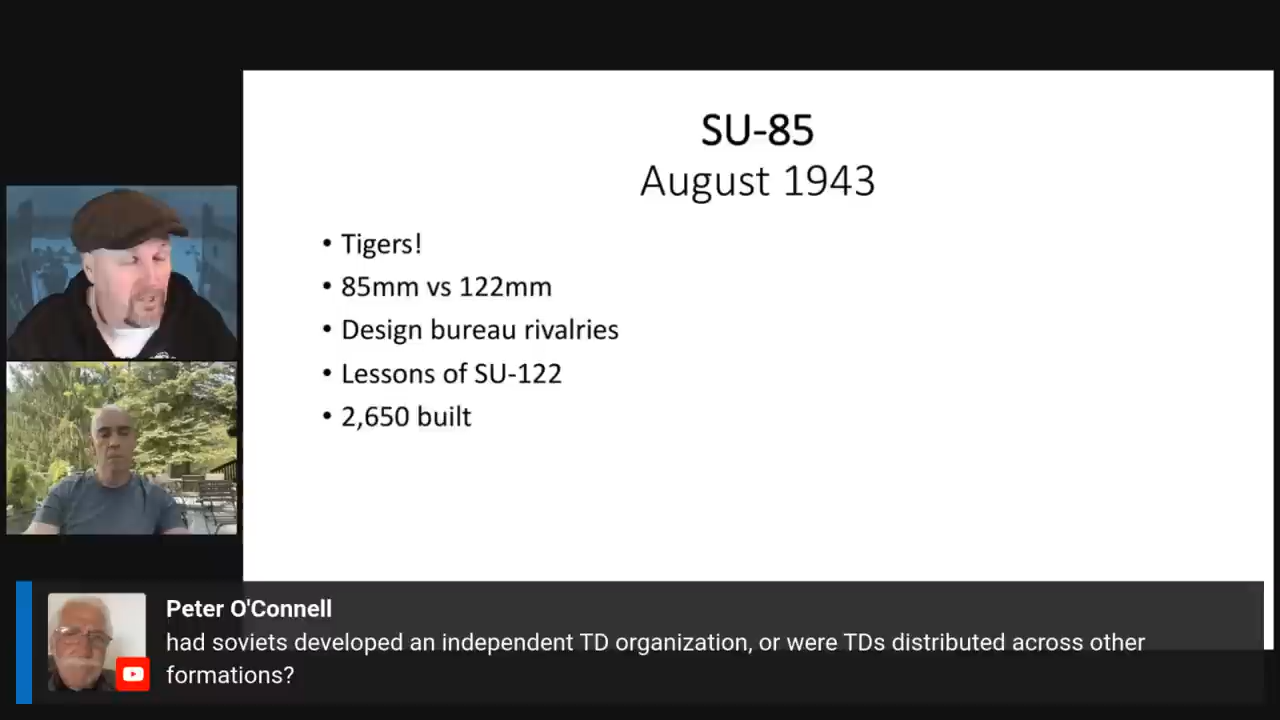 SU-85
August 1943
• Tigers!
• 85mm vs 122mm
• Design bureau rivalries
• Lessons of SU-122
• 2,650 built
Peter O'Connell
had soviets developed an independent TD organization, or were TDs distributed across other
formations?